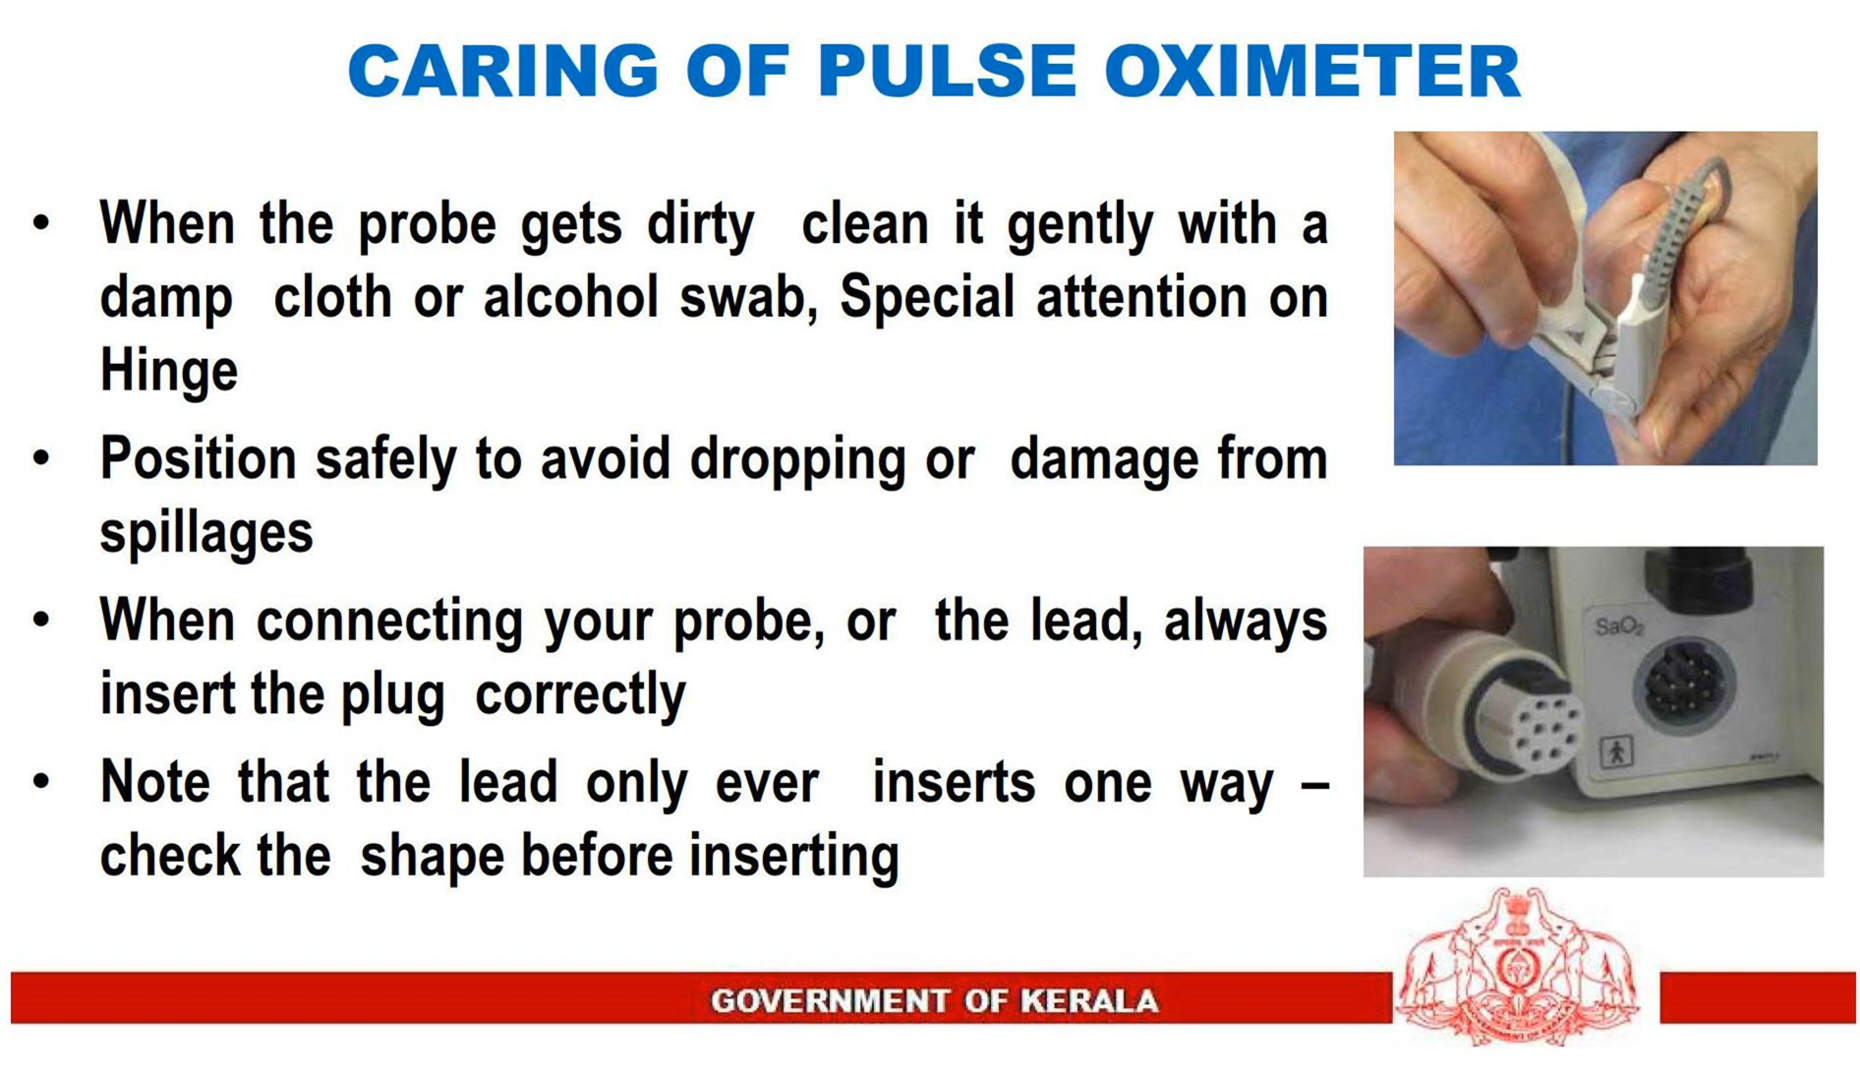 CARING OF PULSE OXIMETER
• When the probe gets dirty clean it gently with a
damp cloth or alcohol swab, Special attention on
Hinge
• Position safely to avoid dropping or damage from
spillages
• When connecting your probe, or the lead, always
insert the plug correctly
• Note that the lead only ever inserts one way –
check the shape before inserting
SaO2
GOVERNMENT OF KERALA